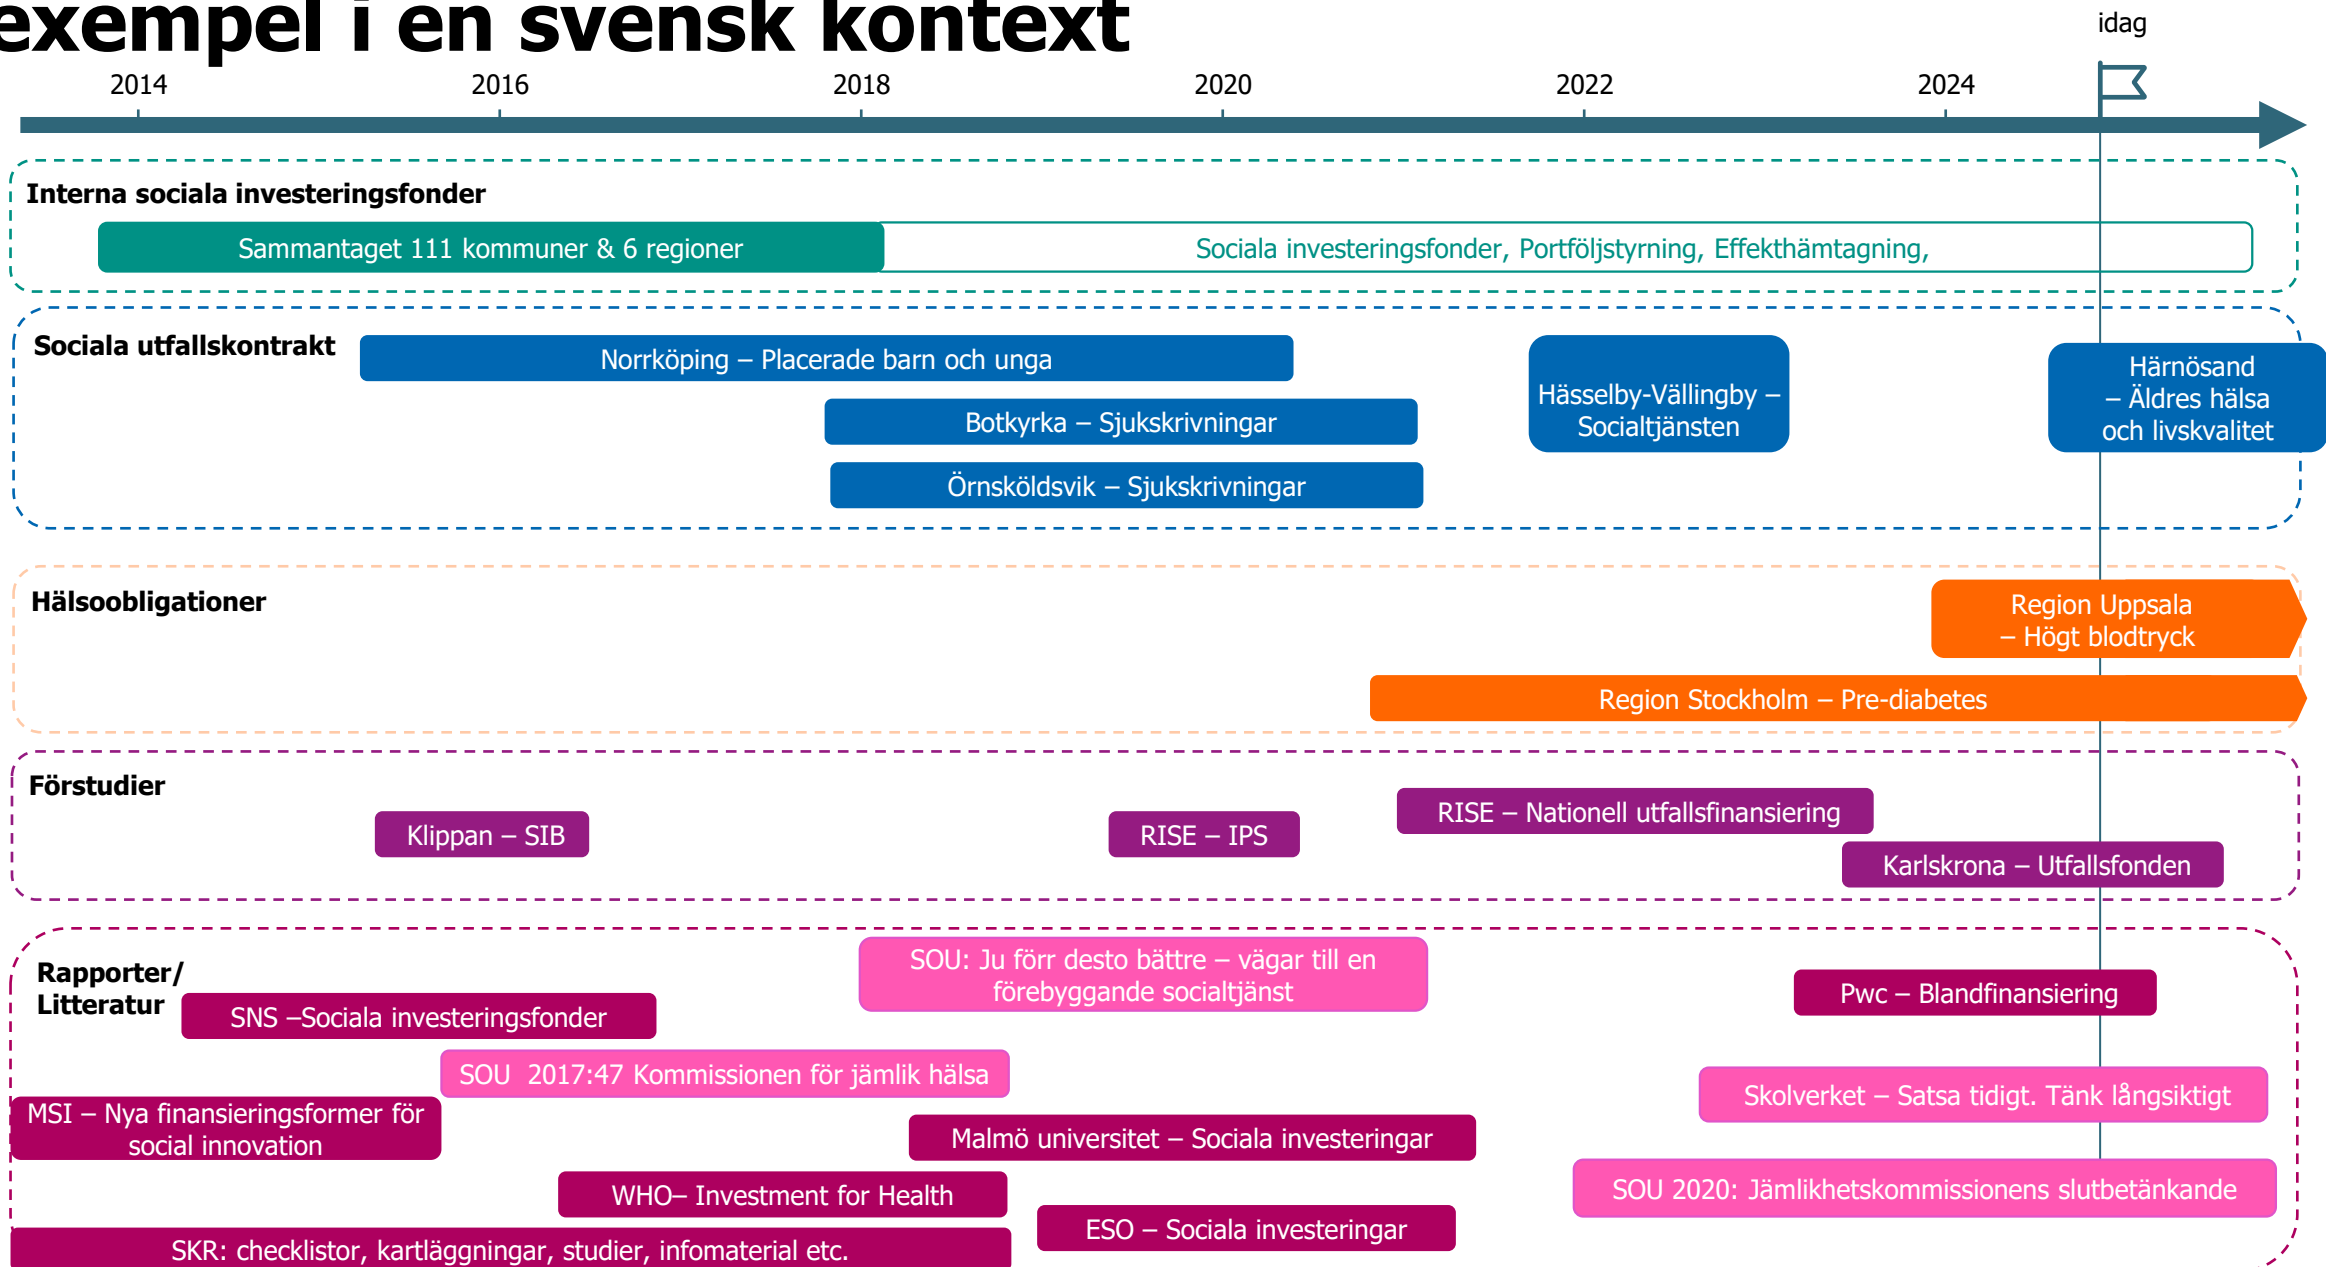 exempel i en svensk kontext
idag
2014
2016
2018
2020
2022
2024
Interna sociala investeringsfonder
Sammantaget 111 kommuner & 6 regioner
Sociala investeringsfonder, Portföljstyrning, Effekthämtagning,
Sociala utfallskontrakt
Norrköping – Placerade barn och unga
Botkyrka – Sjukskrivningar
Örnsköldsvik – Sjukskrivningar
Hässelby-Vällingby –
Socialtjänsten
Härnösand
– Äldres hälsa
och livskvalitet
Hälsoobligationer
Region Uppsala
– Högt blodtryck
Region Stockholm – Pre-diabetes
Förstudier
Klippan – SIB
RISE – IPS
RISE – Nationell utfallsfinansiering
Karlskrona – Utfallsfonden
Rapporter/
Litteratur
SOU: Ju förr desto bättre – vägar till en
förebyggande socialtjänst
Pwc – Blandfinansiering
SNS –Sociala investeringsfonder
SOU  2017:47 Kommissionen för jämlik hälsa
Skolverket – Satsa tidigt. Tänk långsiktigt
MSI – Nya finansieringsformer för
social innovation
Malmö universitet – Sociala investeringar
WHO– Investment for Health
SOU 2020: Jämlikhetskommissionens slutbetänkande
ESO – Sociala investeringar
SKR: checklistor, kartläggningar, studier, infomaterial etc.